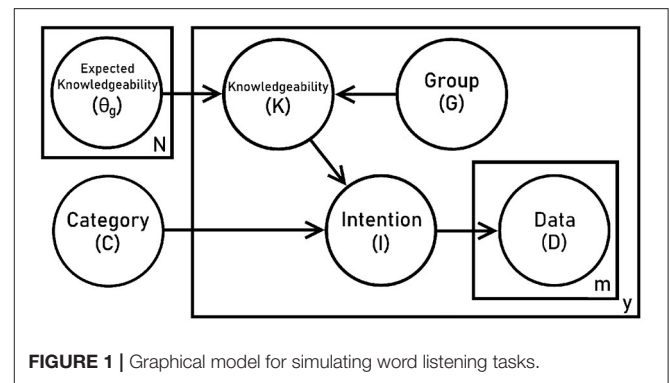 Expected
Knowledgeability
(θg)
N
Knowledgeability
(K)
Group
(G)
Category
(C)
Intention
(I)
Data
(D)
m
y
FIGURE 1 | Graphical model for simulating word listening tasks.